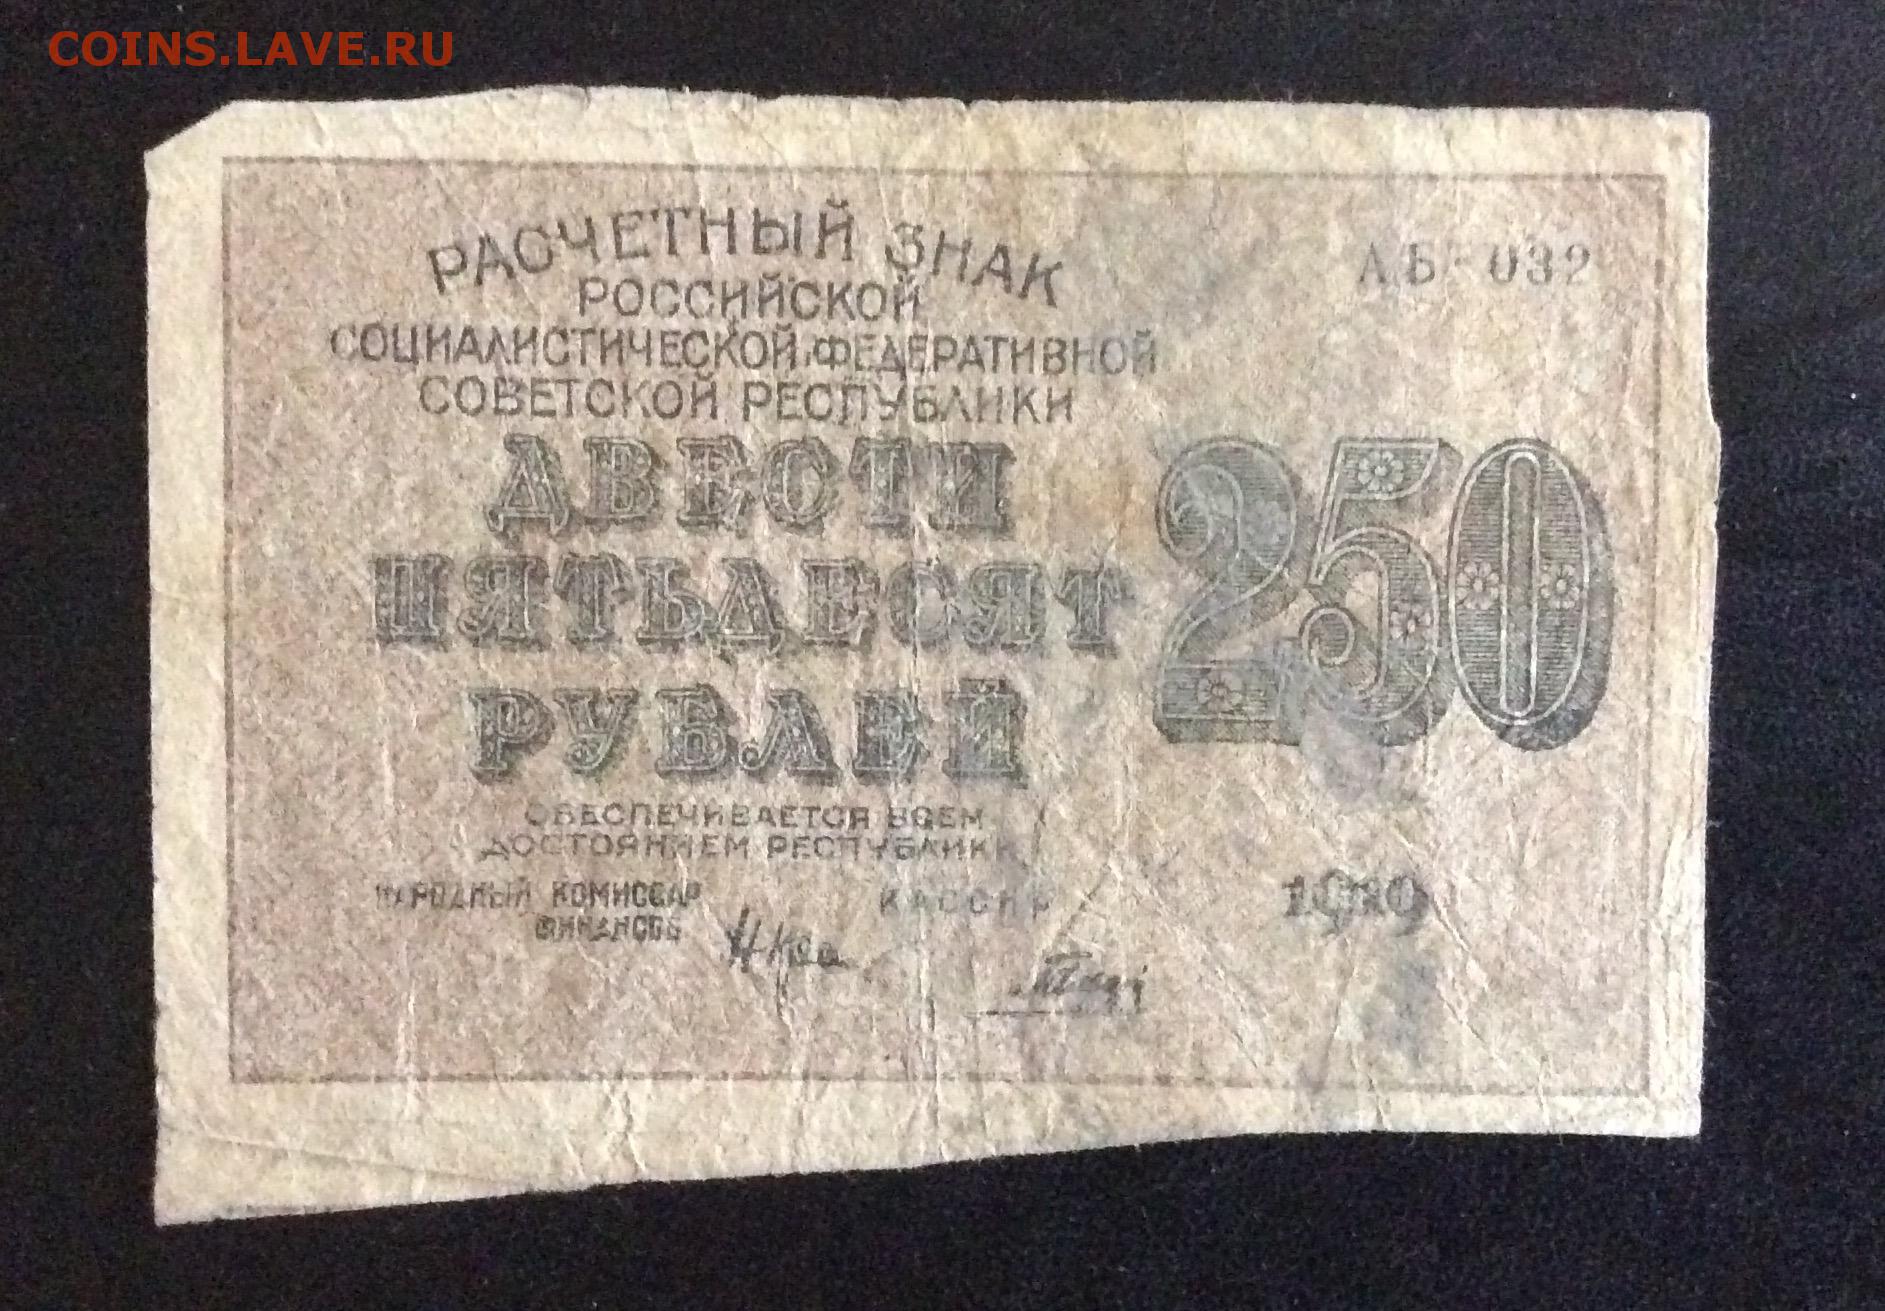 COINS.LAVE.RU
РАСЧЕТНЫЙ ЗНАК
РОССИЙСКОЙ
СОЦИАЛИСТИЧЕСКОЙ ФЕДЕРАТИВНОЙ
СОВЕТСКОЙ РЕСПУБЛИКИ
АБ-032
ДВЕСТИ
ПЯТЬДЕСЯТ
РУБЛЕЙ
250
ОБЕСПЕЧИВАЕТСЯ ВСЕМ
ДОСТОЯНИЕМ РЕСПУБЛИКИ
НАРОДНЫЙ КОМИССАР
ФИНАНСОВ
КАССИР
1919